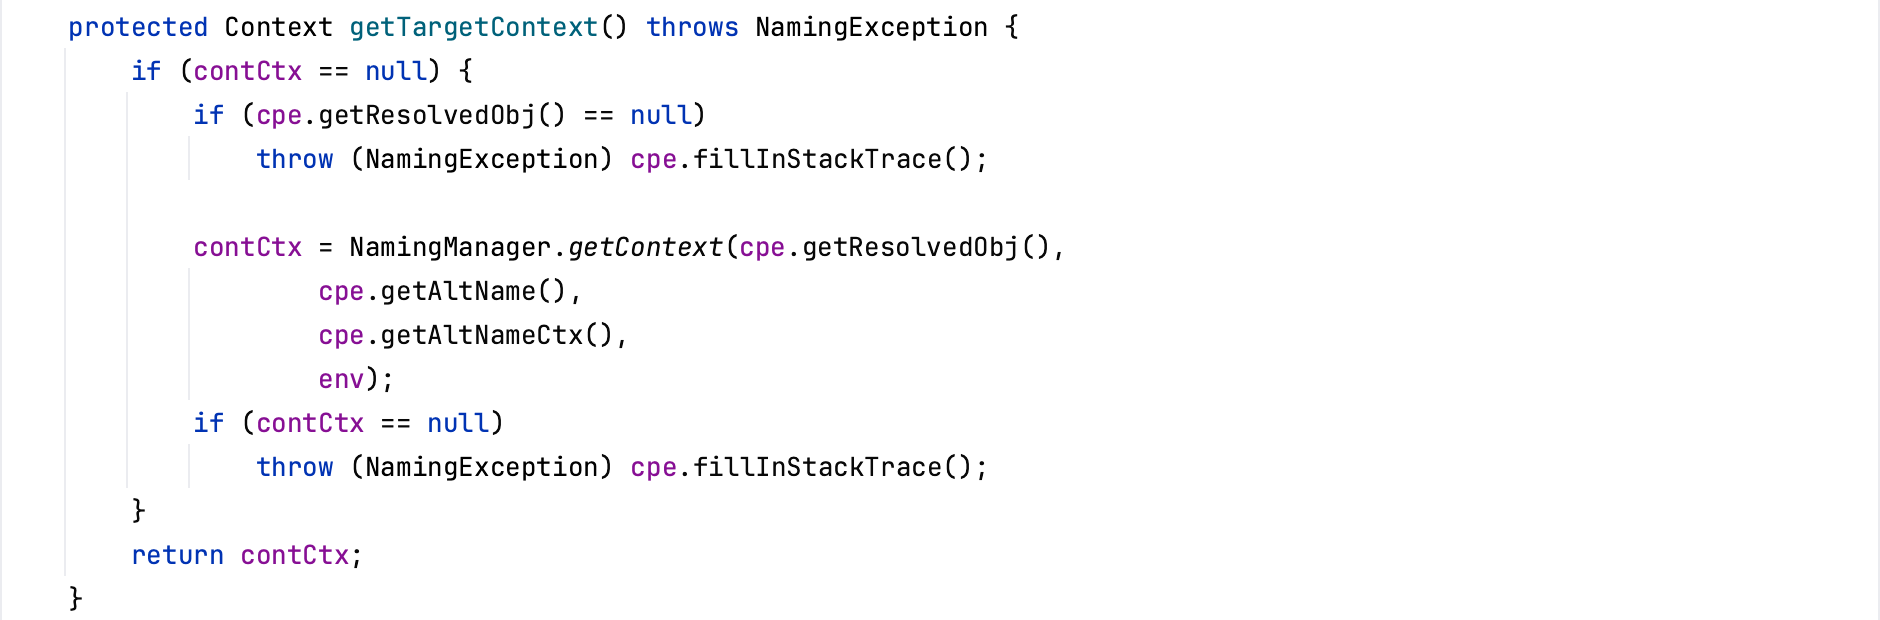 protected Context getTargetContext() throws NamingException {
    if (contCtx == null) {
        if (cpe.getResolvedObj() == null)
            throw (NamingException) cpe.fillInStackTrace();

        contCtx = NamingManager.getContext(cpe.getResolvedObj(),
                cpe.getAltName(),
                cpe.getAltNameCtx(),
                env);
        if (contCtx == null)
            throw (NamingException) cpe.fillInStackTrace();
    }
    return contCtx;
}